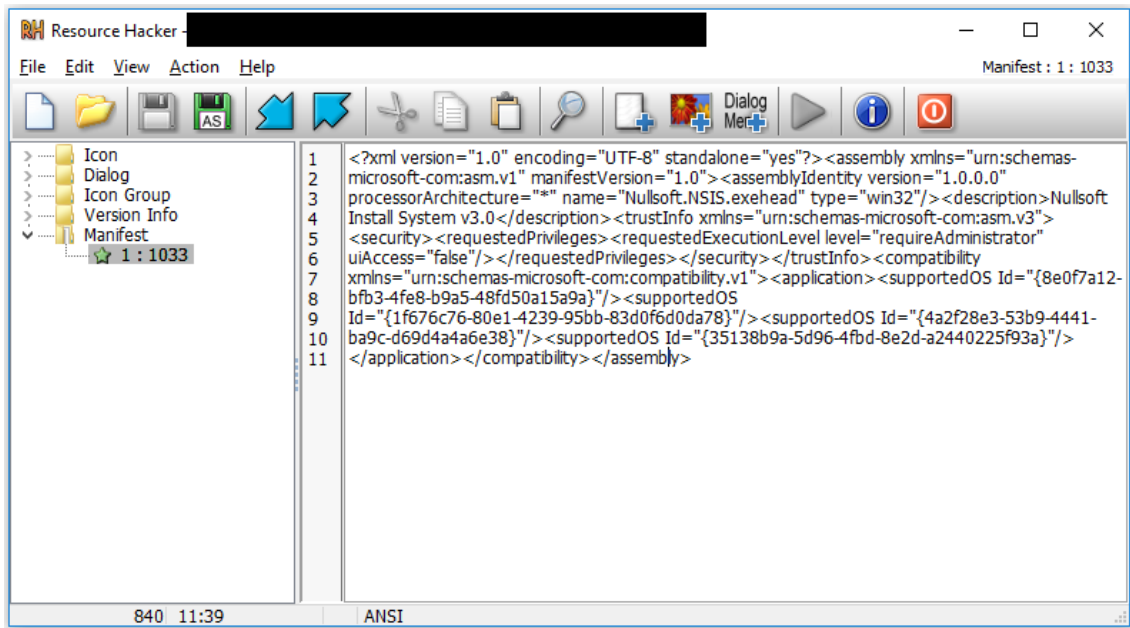 RH Resource Hacker -
File Edit View Action Help
Manifest : 1 : 1033
AS
Dialog
Menu
Icon
Dialog
Icon Group
Version Info
Manifest
1 : 1033
1 <?xml version="1.0" encoding="UTF-8" standalone="yes"?><assembly xmlns="urn:schemas-
2 microsoft-com:asm.v1" manifestVersion="1.0"><assemblyIdentity version="1.0.0.0"
3 processorArchitecture="*" name="Nullsoft.NSIS.exehead" type="win32"/><description>Nullsoft
4 Install System v3.0</description><trustInfo xmlns="urn:schemas-microsoft-com:asm.v3">
5 <security><requestedPrivileges><requestedExecutionLevel level="requireAdministrator"
6 uiAccess="false"/></requestedPrivileges></security></trustInfo><compatibility
7 xmlns="urn:schemas-microsoft-com:compatibility.v1"><application><supportedOS Id="{8e0f7a12-
8 bfb3-4fe8-b9a5-48fd50a15a9a}"/><supportedOS
9 Id="{1f676c76-80e1-4239-95bb-83d0f6d0da78}"/><supportedOS Id="{4a2f28e3-53b9-4441-
10 ba9c-d69d4a4a6e38}"/><supportedOS Id="{35138b9a-5d96-4fbd-8e2d-a2440225f93a}"/>
11 </application></compatibility></assembly>
840 11:39
ANSI